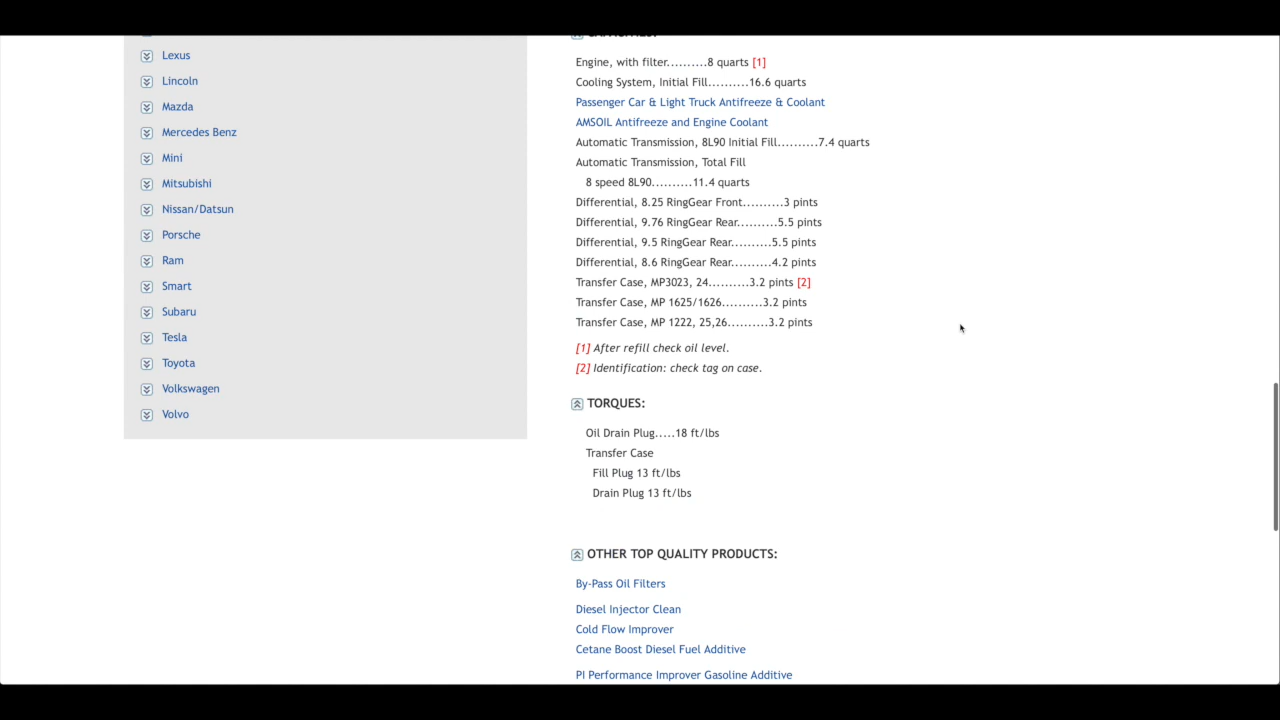 Lexus
Lincoln
Mazda
Mercedes Benz
Mini
Mitsubishi
Nissan/Datsun
Porsche
Ram
Smart
Subaru
Tesla
Toyota
Volkswagen
Volvo
Engine, with filter..........8 quarts [1]
Cooling System, Initial Fill..........16.6 quarts
Passenger Car & Light Truck Antifreeze & Coolant
AMSOIL Antifreeze and Engine Coolant
Automatic Transmission, 8L90 Initial Fill..........7.4 quarts
Automatic Transmission, Total Fill
8 speed 8L90..........11.4 quarts
Differential, 8.25 RingGear Front..........3 pints
Differential, 9.76 RingGear Rear..........5.5 pints
Differential, 9.5 RingGear Rear..........5.5 pints
Differential, 8.6 RingGear Rear..........4.2 pints
Transfer Case, MP3023, 24..........3.2 pints [2]
Transfer Case, MP 1625/1626..........3.2 pints
Transfer Case, MP 1222, 25,26..........3.2 pints
[1] After refill check oil level.
[2] Identification: check tag on case.
TORQUES:
Oil Drain Plug.....18 ft/lbs
Transfer Case
Fill Plug 13 ft/lbs
Drain Plug 13 ft/lbs
OTHER TOP QUALITY PRODUCTS:
By-Pass Oil Filters
Diesel Injector Clean
Cold Flow Improver
Cetane Boost Diesel Fuel Additive
PI Performance Improver Gasoline Additive